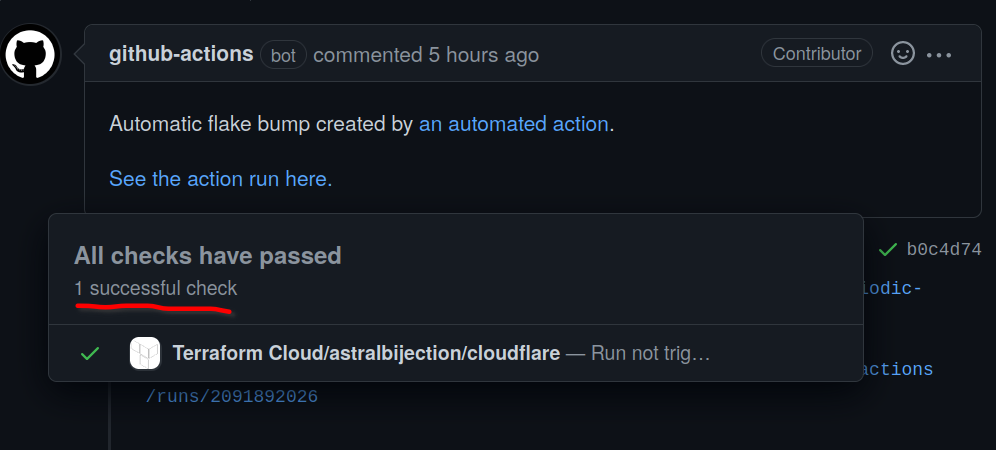 github-actions bot commented 5 hours ago Contributor
Automatic flake bump created by an automated action.
See the action run here.
All checks have passed
1 successful check
b0c4d74
iodic-
Terraform Cloud/astralbijection/cloudflare — Run not trig…
actions
/runs/2091892026